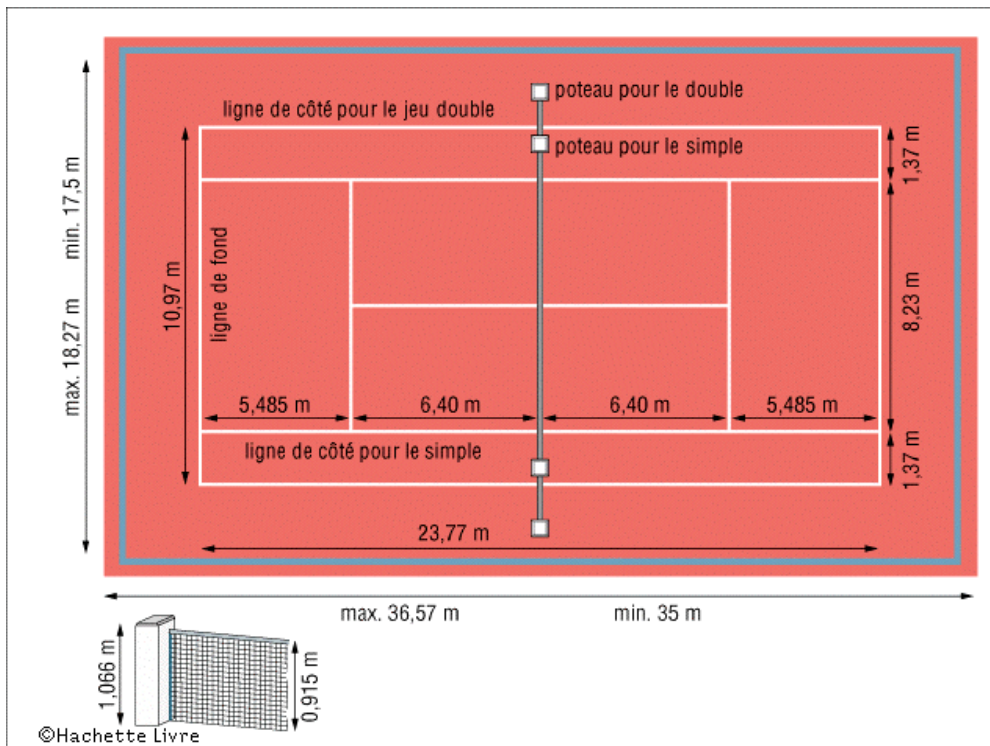 poteau pour le double
ligne de côté pour le jeu double
poteau pour le simple
1,37 m
min. 17,5 m
max. 18,27 m
10,97 m
ligne de fond
8,23 m
5,485 m
6,40 m
6,40 m
5,485 m
ligne de côté pour le simple
1,37 m
23,77 m
max. 36,57 m
min. 35 m
1,066 m
0,915 m
©Hachette Livre